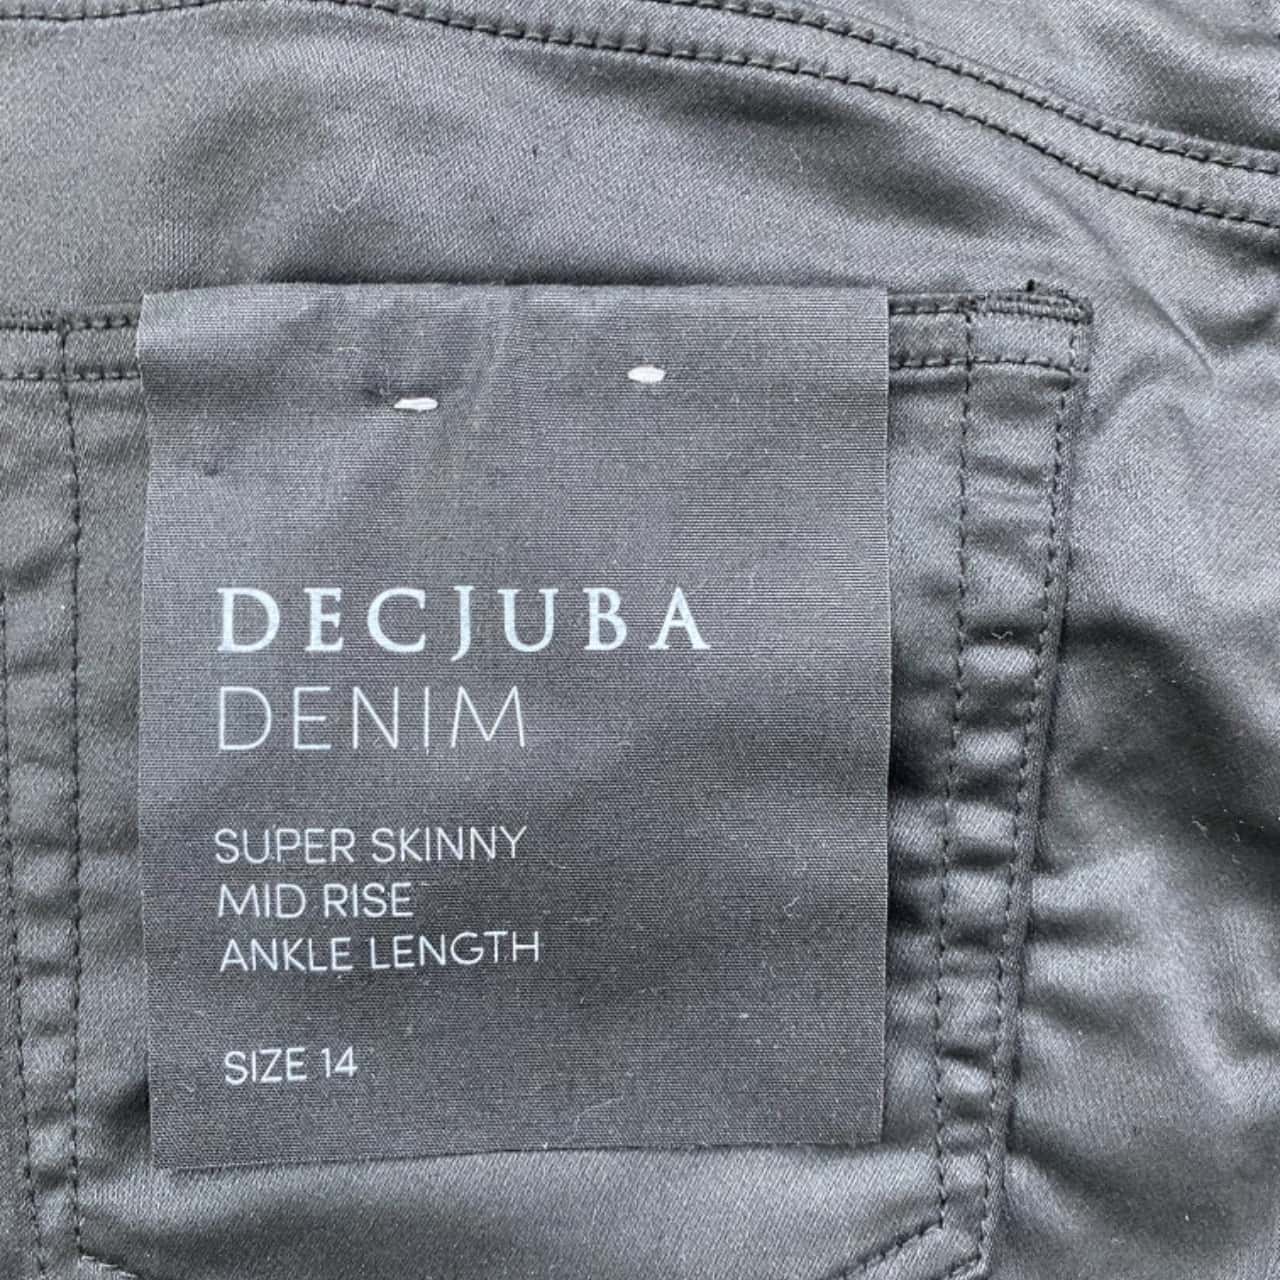 DECJUBA
DENIM
SUPER SKINNY
MID RISE
ANKLE LENGTH
SIZE 14